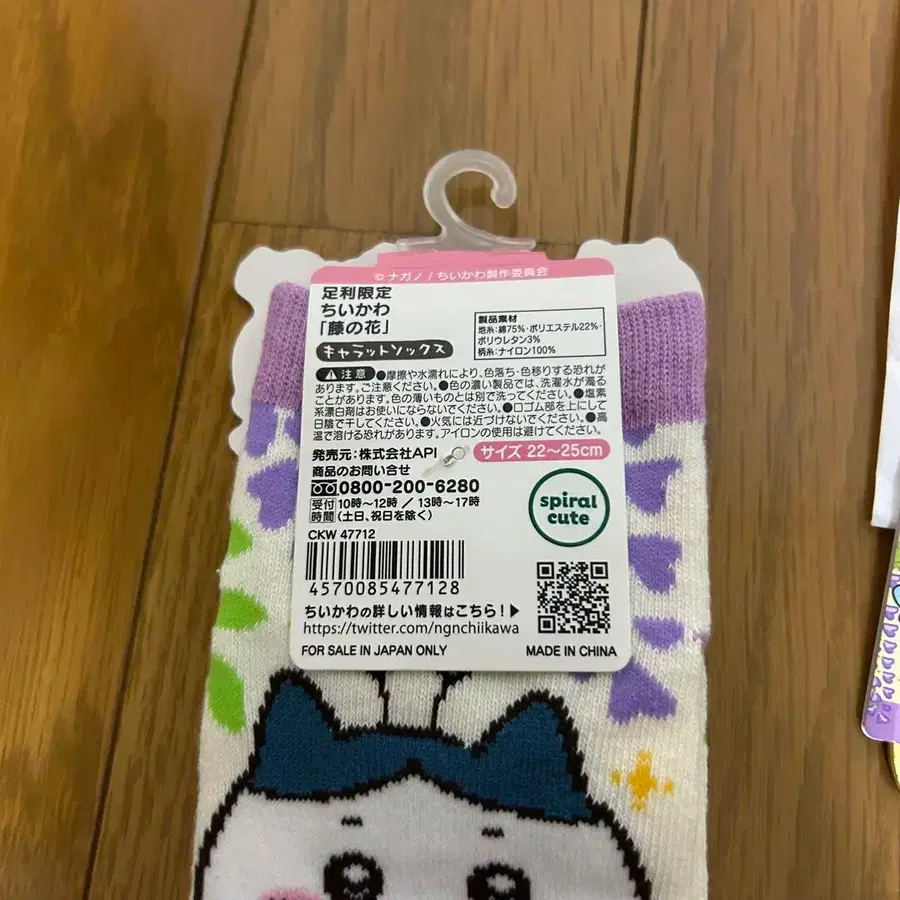 © ナガノ / ちいかわ製作委員会
足利限定
ちいかわ
「藤の花」
キャラットソックス
製品素材
地糸:綿75%・ポリエステル22%・
ポリウレタン3%
柄糸:ナイロン100%
注意 ●摩擦や水濡れにより、色落ち・色移りする恐れが
あります。ご注意ください。●色の濃い製品では、洗濯水が濁る
ことがあります。色の薄いものとは別で洗ってください。●塩素
系漂白剤はお使いにならないでください。●口ゴム部を上にして
日陰で干してください。●火気には近づけないでください。●高
温で溶ける恐れがあります。アイロンの使用は避けてください。
発売元:株式会社API
サイズ 22〜25cm
商品のお問い合せ
0800-200-6280
受付時間 10時〜12時 / 13時〜17時
(土日、祝日を除く)
spiral
cute
CKW 47712
4570085477128
ちいかわの詳しい情報はこちら!▶
https://twitter.com/ngnchiikawa
FOR SALE IN JAPAN ONLY
MADE IN CHINA